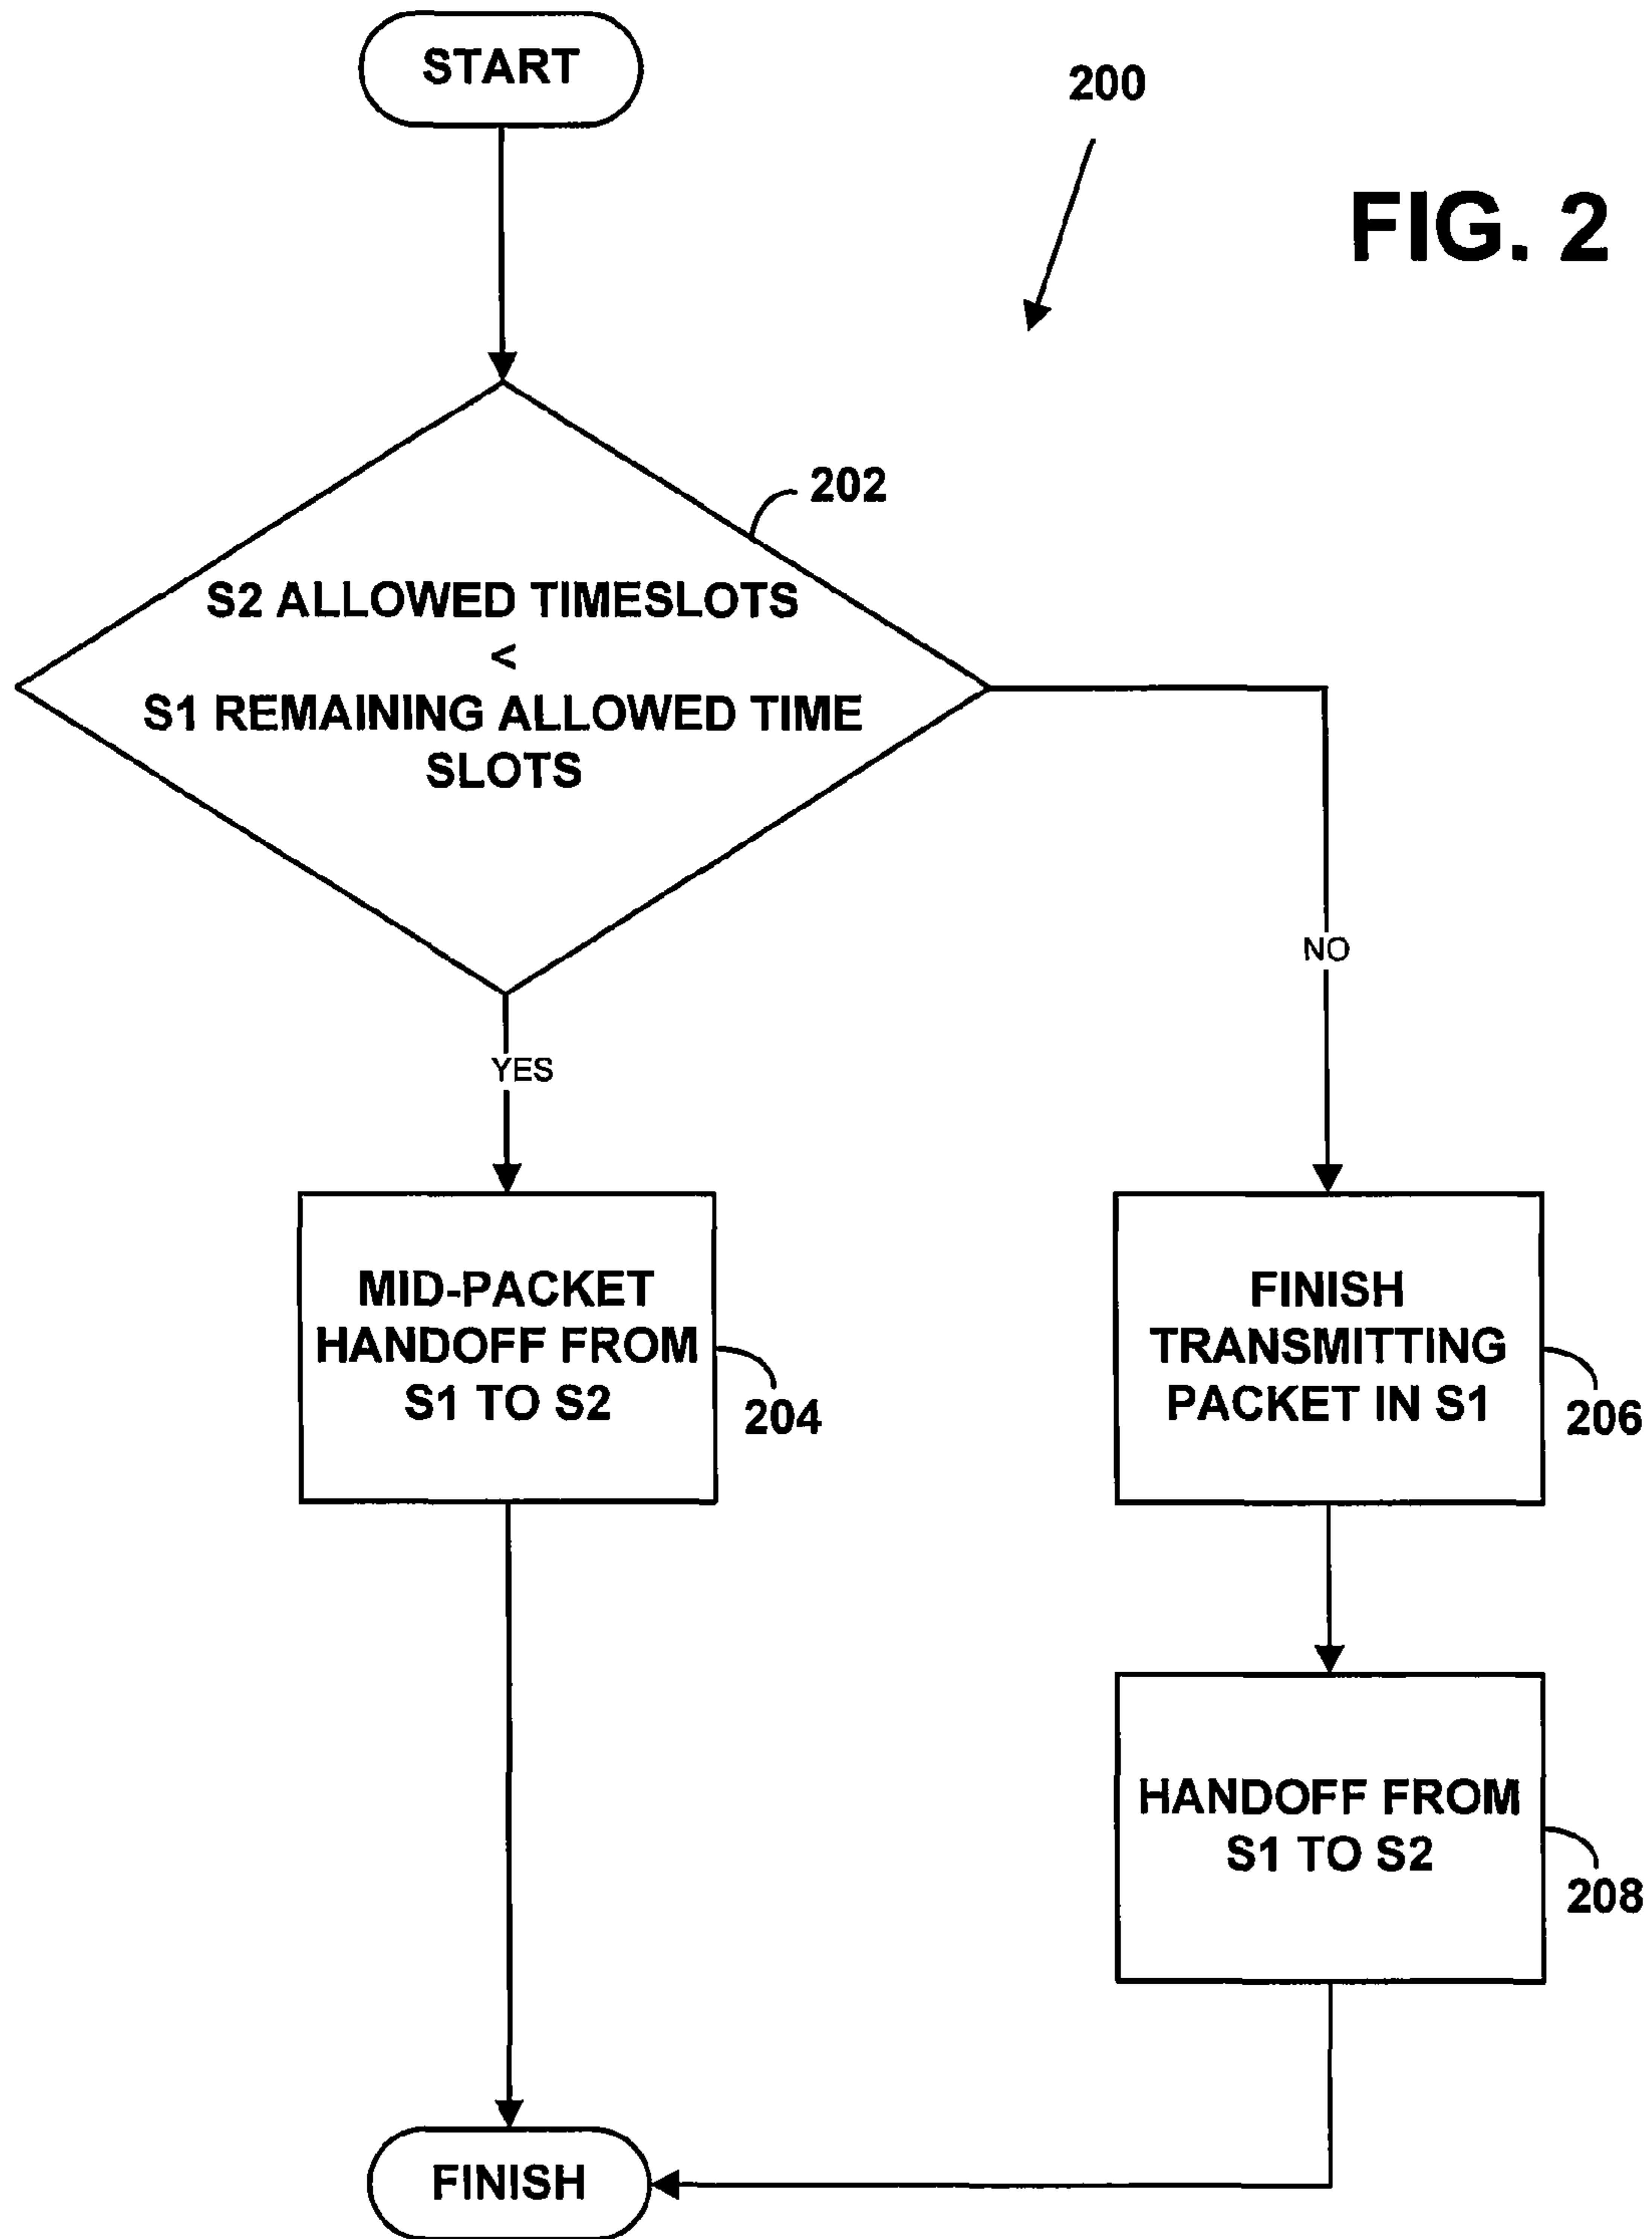 START
200
FIG. 2
202
S2 ALLOWED TIMESLOTS
<
S1 REMAINING ALLOWED TIME
SLOTS
NO
YES
MID-PACKET
HANDOFF FROM
S1 TO S2
204
FINISH
TRANSMITTING
PACKET IN S1
206
HANDOFF FROM
S1 TO S2
208
FINISH